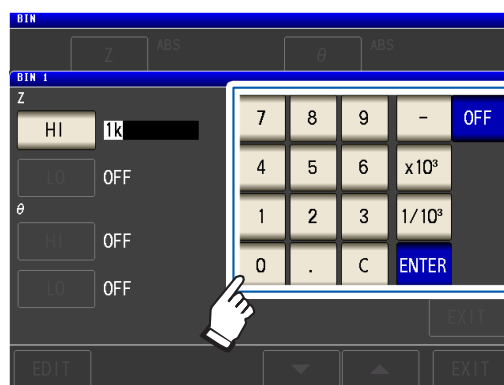 BIN
Z ABS θ ABS
BIN 1
Z
HI 1k
LO OFF
θ
HI OFF
LO OFF
7 8 9 - OFF
4 5 6 x10³
1 2 3 1/10³
0 . C ENTER
EXIT
EDIT ▼ ▲ EXIT